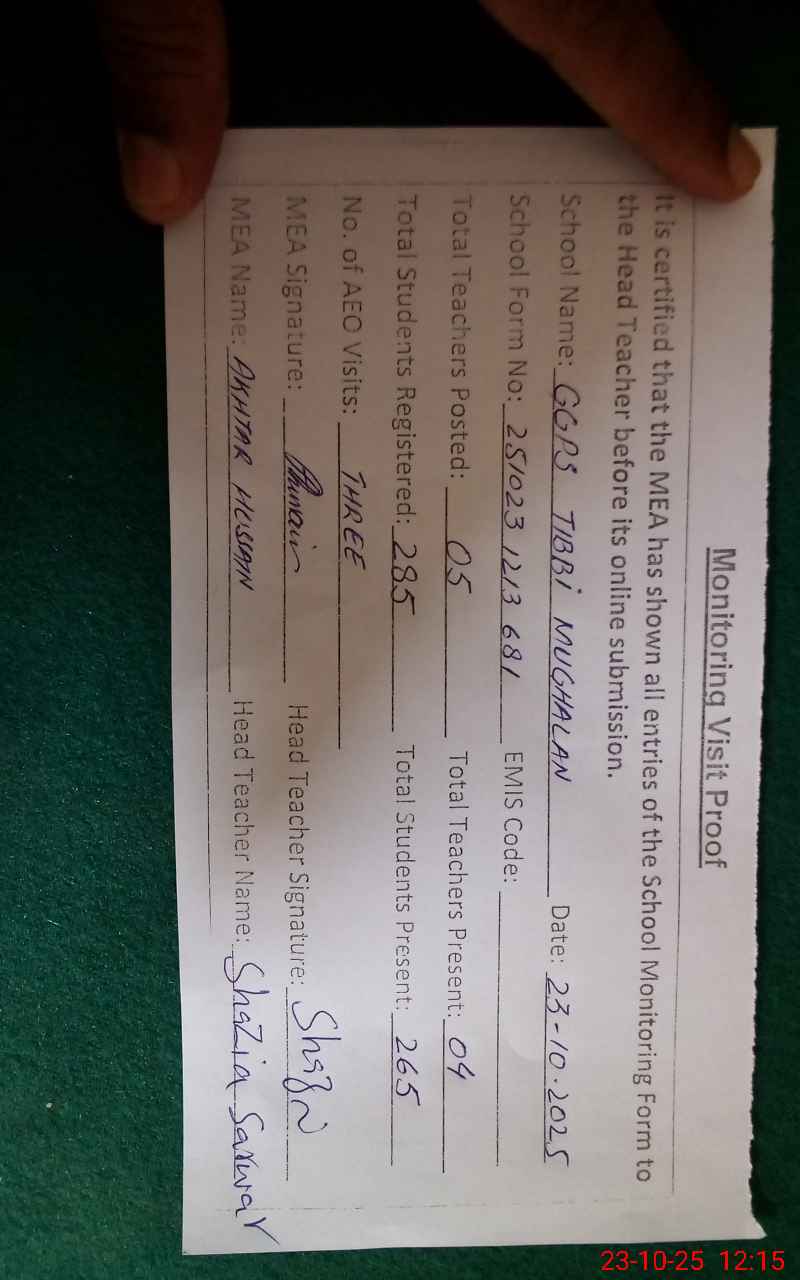 Monitoring Visit Proof
It is certified that the MEA has shown all entries of the School Monitoring Form to
the Head Teacher before its online submission.
School Name: GGPS TIBBI MUGHALAN Date: 23-10-2025
School Form No: 251023 1213 681 EMIS Code:
Total Teachers Posted: 05 Total Teachers Present: 04
Total Students Registered: 285 Total Students Present: 265
No. of AEO Visits: THREE
MEA Signature: Head Teacher Signature:
MEA Name: AKHTAR HUSSAIN Head Teacher Name: Shazia Sarwar
23-10-25 12:15